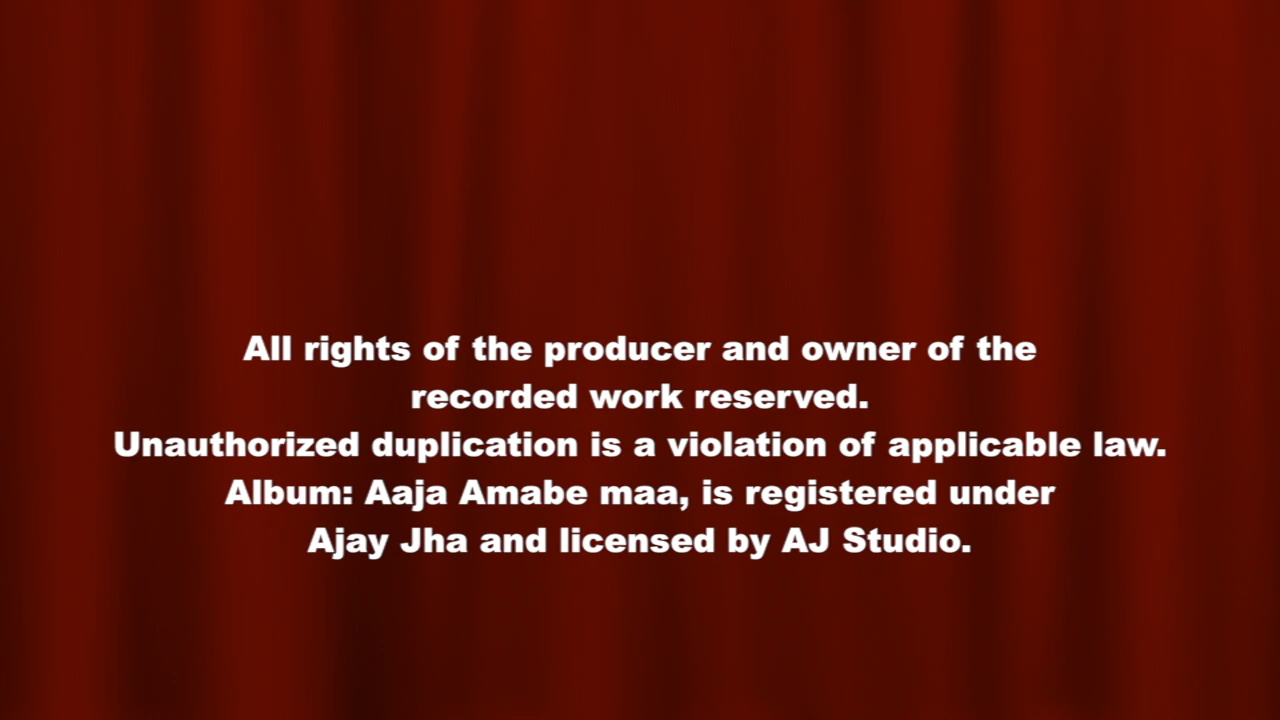 All rights of the producer and owner of the
recorded work reserved.
Unauthorized duplication is a violation of applicable law.
Album: Aaja Amabe maa, is registered under
Ajay Jha and licensed by AJ Studio.